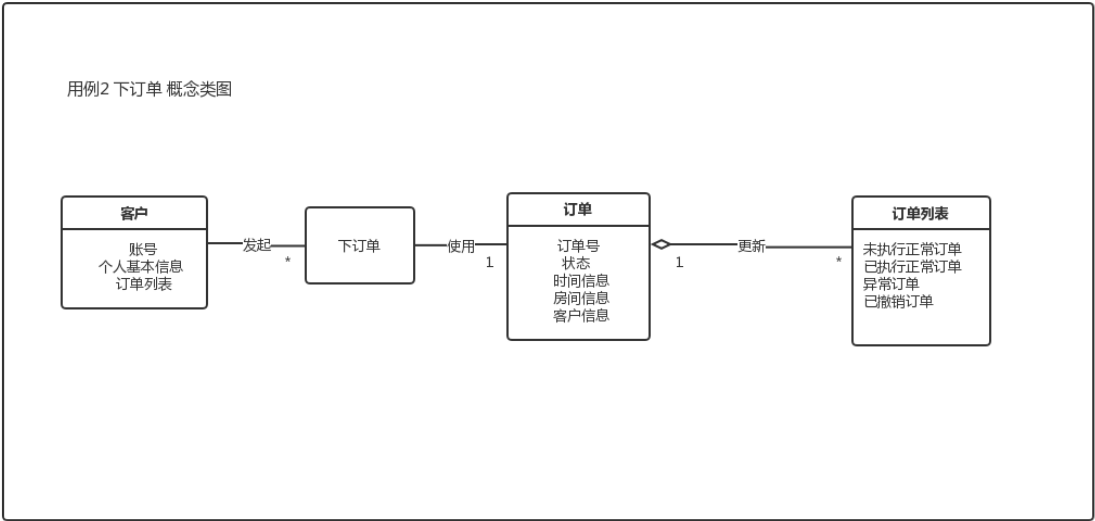 用例2 下订单 概念类图
客户
账号
个人基本信息
订单列表
发起
*
下订单
使用
1
订单
订单号
状态
时间信息
房间信息
客户信息
1
更新
*
订单列表
未执行正常订单
已执行正常订单
异常订单
已撤销订单